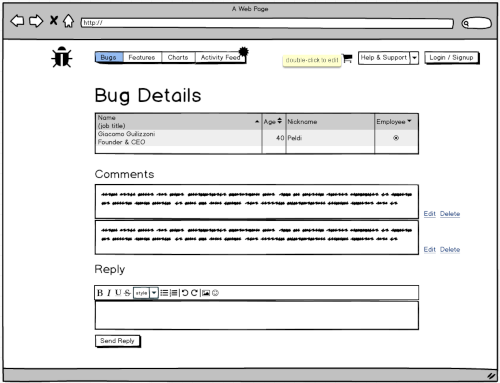 A Web Page
http://
Bugs Features Charts Activity Feed
double-click to edit
Help & Support
Login / Signup
Bug Details
Name
(job title)
Age
Nickname
Employee
Giacomo Guilizzoni
Founder & CEO
40
Peldi
Comments
Edit Delete
Edit Delete
Reply
B I U S style
Send Reply